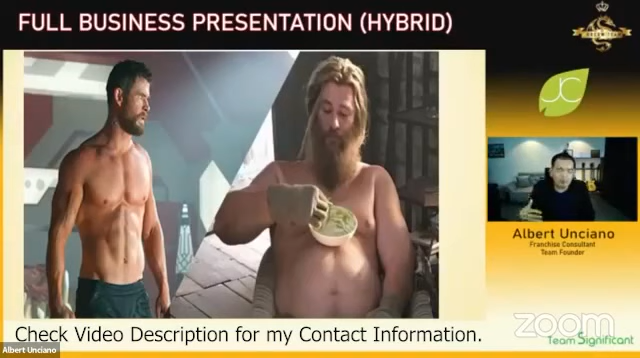 FULL BUSINESS PRESENTATION (HYBRID)
JC
Albert Unciano
Franchise Consultant
Team Founder
zoom
Check Video Description for my Contact Information.
Team Significant
Albert Unciano